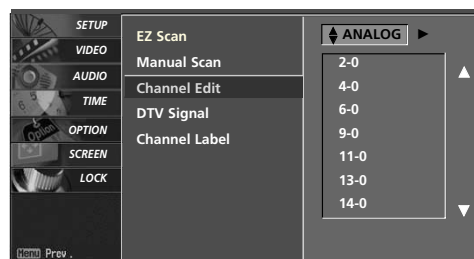 SETUP
VIDEO
AUDIO
TIME
OPTION
SCREEN
LOCK
Menu Prev.
EZ Scan
Manual Scan
Channel Edit
DTV Signal
Channel Label
ANALOG
2-0
4-0
6-0
9-0
11-0
13-0
14-0